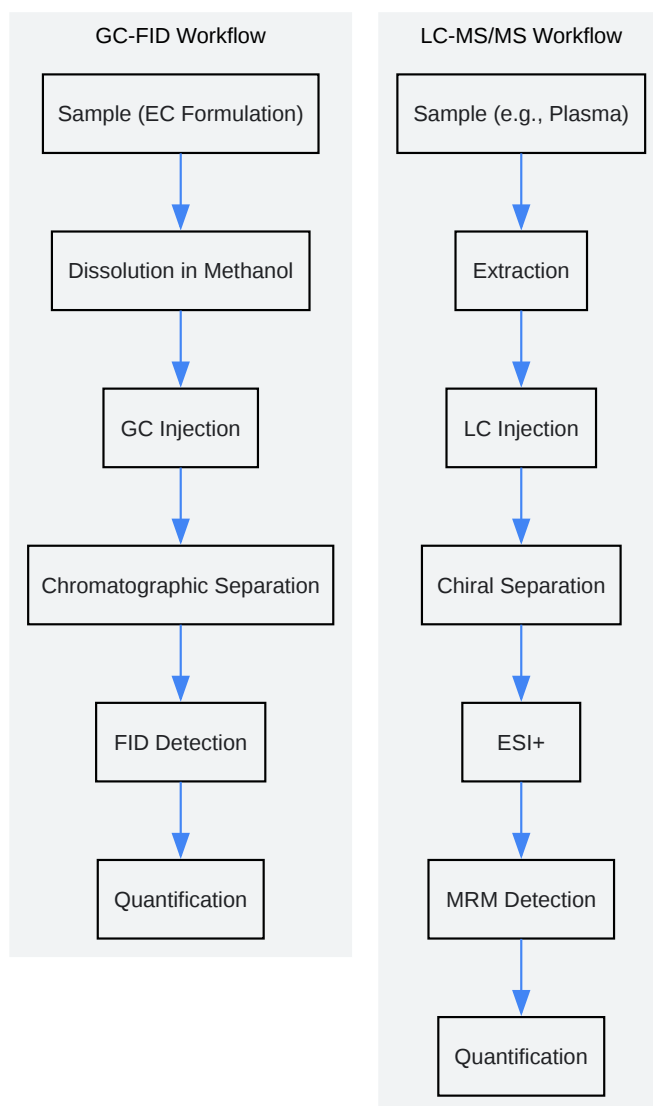 GC-FID Workflow
Sample (EC Formulation)
Dissolution in Methanol
GC Injection
Chromatographic Separation
FID Detection
Quantification
LC-MS/MS Workflow
Sample (e.g., Plasma)
Extraction
LC Injection
Chiral Separation
ESI+
MRM Detection
Quantification